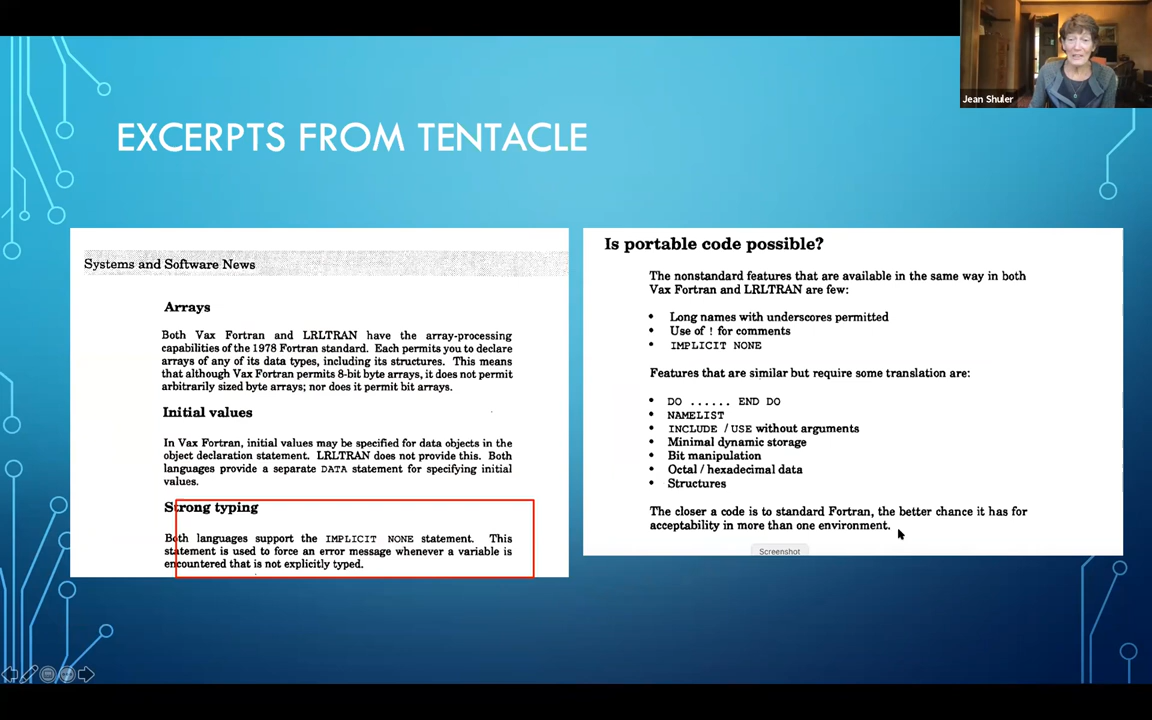 Jean Shuler
EXCERPTS FROM TENTACLE
Systems and Software News
Arrays
Both Vax Fortran and LRLTRAN have the array-processing
capabilities of the 1978 Fortran standard. Each permits you to declare
arrays of any of its data types, including its structures. This means
that although Vax Fortran permits 8-bit byte arrays, it does not permit
arbitrarily sized byte arrays; nor does it permit bit arrays.
Initial values
In Vax Fortran, initial values may be specified for data objects in the
object declaration statement. LRLTRAN does not provide this. Both
languages provide a separate DATA statement for specifying initial
values.
Strong typing
Both languages support the IMPLICIT NONE statement. This
statement is used to force an error message whenever a variable is
encountered that is not explicitly typed.
Is portable code possible?
The nonstandard features that are available in the same way in both
Vax Fortran and LRLTRAN are few:
• Long names with underscores permitted
• Use of ! for comments
• IMPLICIT NONE
Features that are similar but require some translation are:
• DO ...... END DO
• NAMELIST
• INCLUDE / USE without arguments
• Minimal dynamic storage
• Bit manipulation
• Octal / hexadecimal data
• Structures
The closer a code is to standard Fortran, the better chance it has for
acceptability in more than one environment.
Screenshot